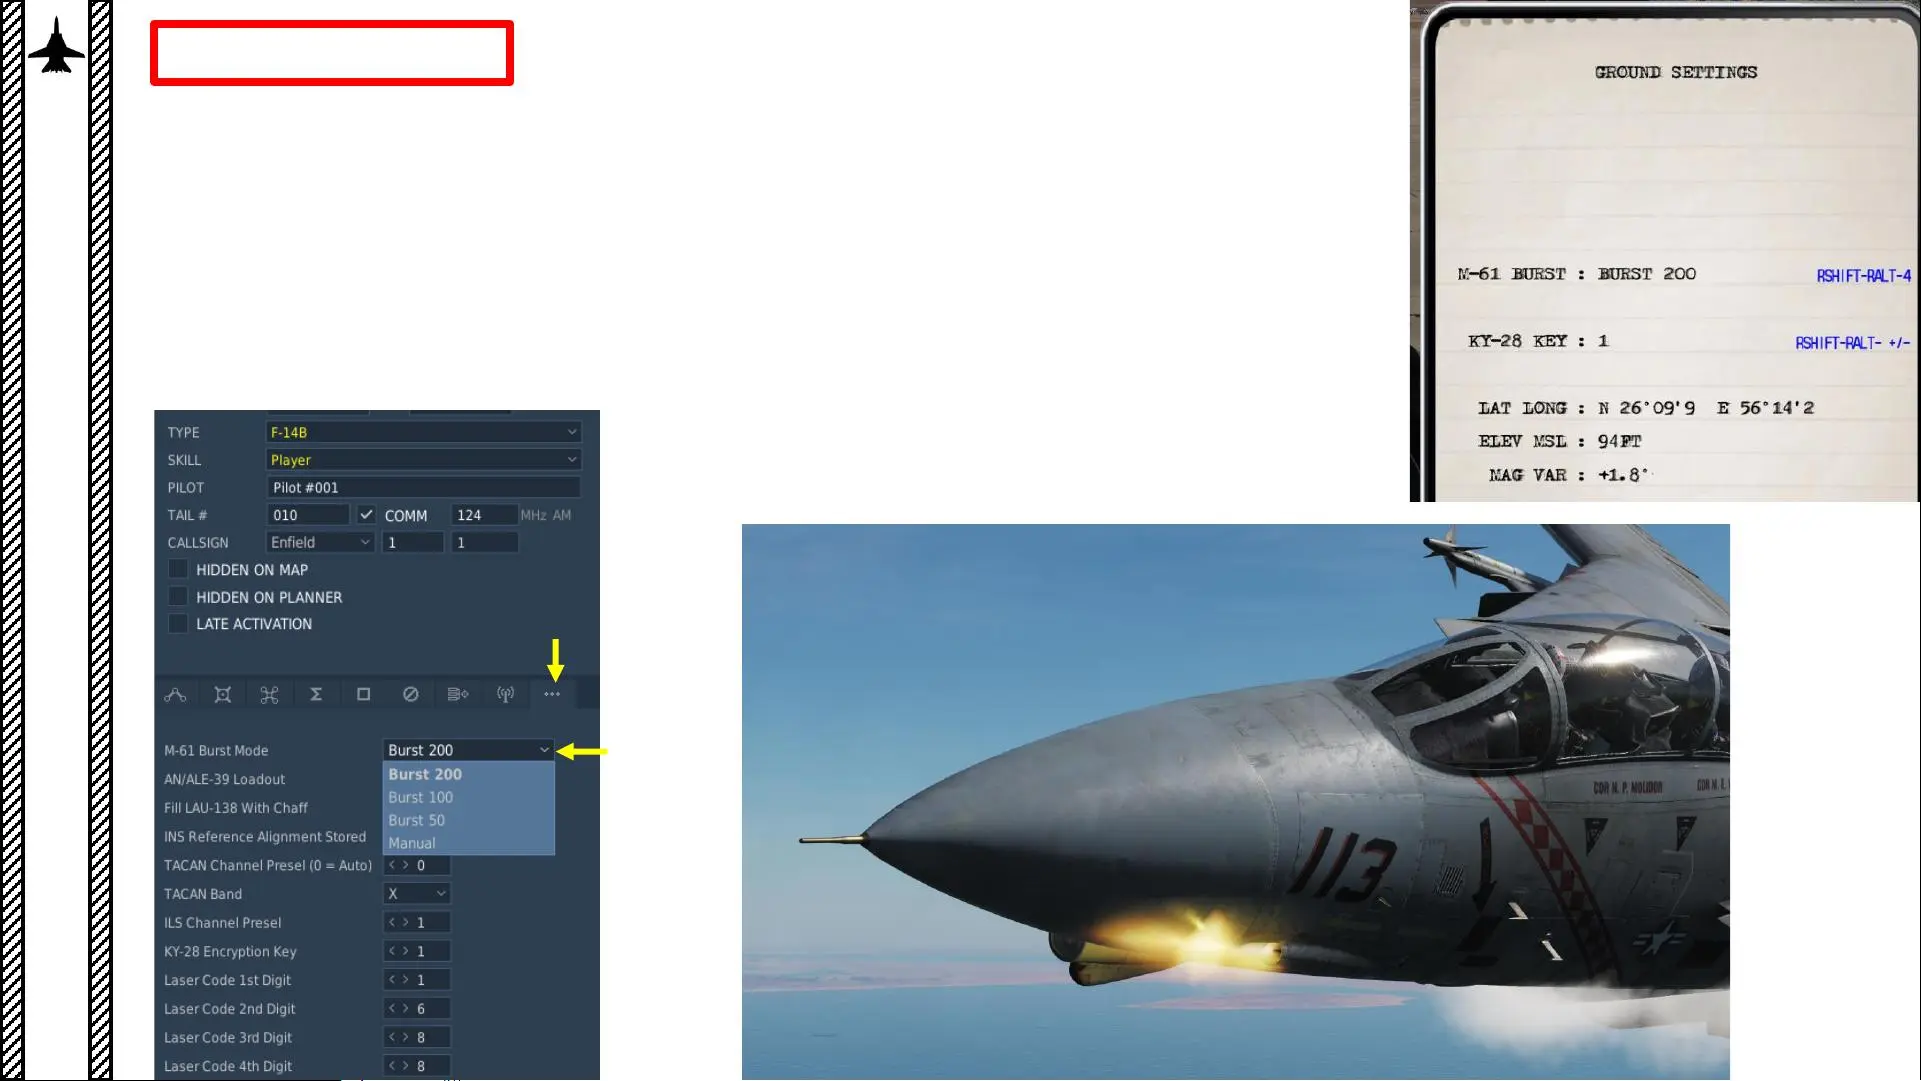 GROUND SETTINGS
M-61 BURST : BURST 200 RSHIFT-RALT-4
KY-28 KEY : 1 RSHIFT-RALT- +/-
LAT LONG : N 26°09'9 E 56°14'2
ELEV MSL : 94FT
MAG VAR : +1.8°
TYPE F-14B
SKILL Player
PILOT Pilot #001
TAIL # 010 COMM 124 MHz AM
CALLSIGN Enfield 1 1
HIDDEN ON MAP
HIDDEN ON PLANNER
LATE ACTIVATION
M-61 Burst Mode Burst 200
Burst 200
AN/ALE-39 Loadout
Burst 100
Fill LAU-138 With Chaff
Burst 50
INS Reference Alignment Stored
Manual
TACAN Channel Presel (0 = Auto) < > 0
TACAN Band X
ILS Channel Presel < > 1
KY-28 Encryption Key < > 1
Laser Code 1st Digit < > 1
Laser Code 2nd Digit < > 6
Laser Code 3rd Digit < > 8
Laser Code 4th Digit < > 8
CDR N. P. MOLIDOR
CDR M. E.
113